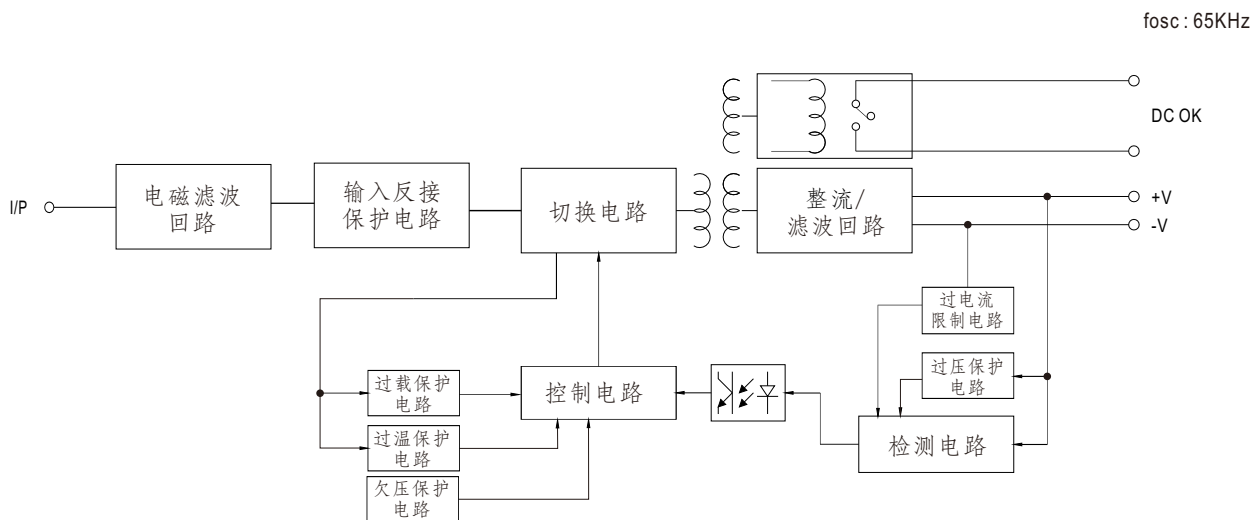 fosc : 65KHz
DC OK
I/P
电磁滤波
回路
输入反接
保护电路
切换电路
整流/
滤波回路
+V
-V
过电流
限制电路
过载保护
电路
控制电路
过压保护
电路
过温保护
电路
检测电路
欠压保护
电路